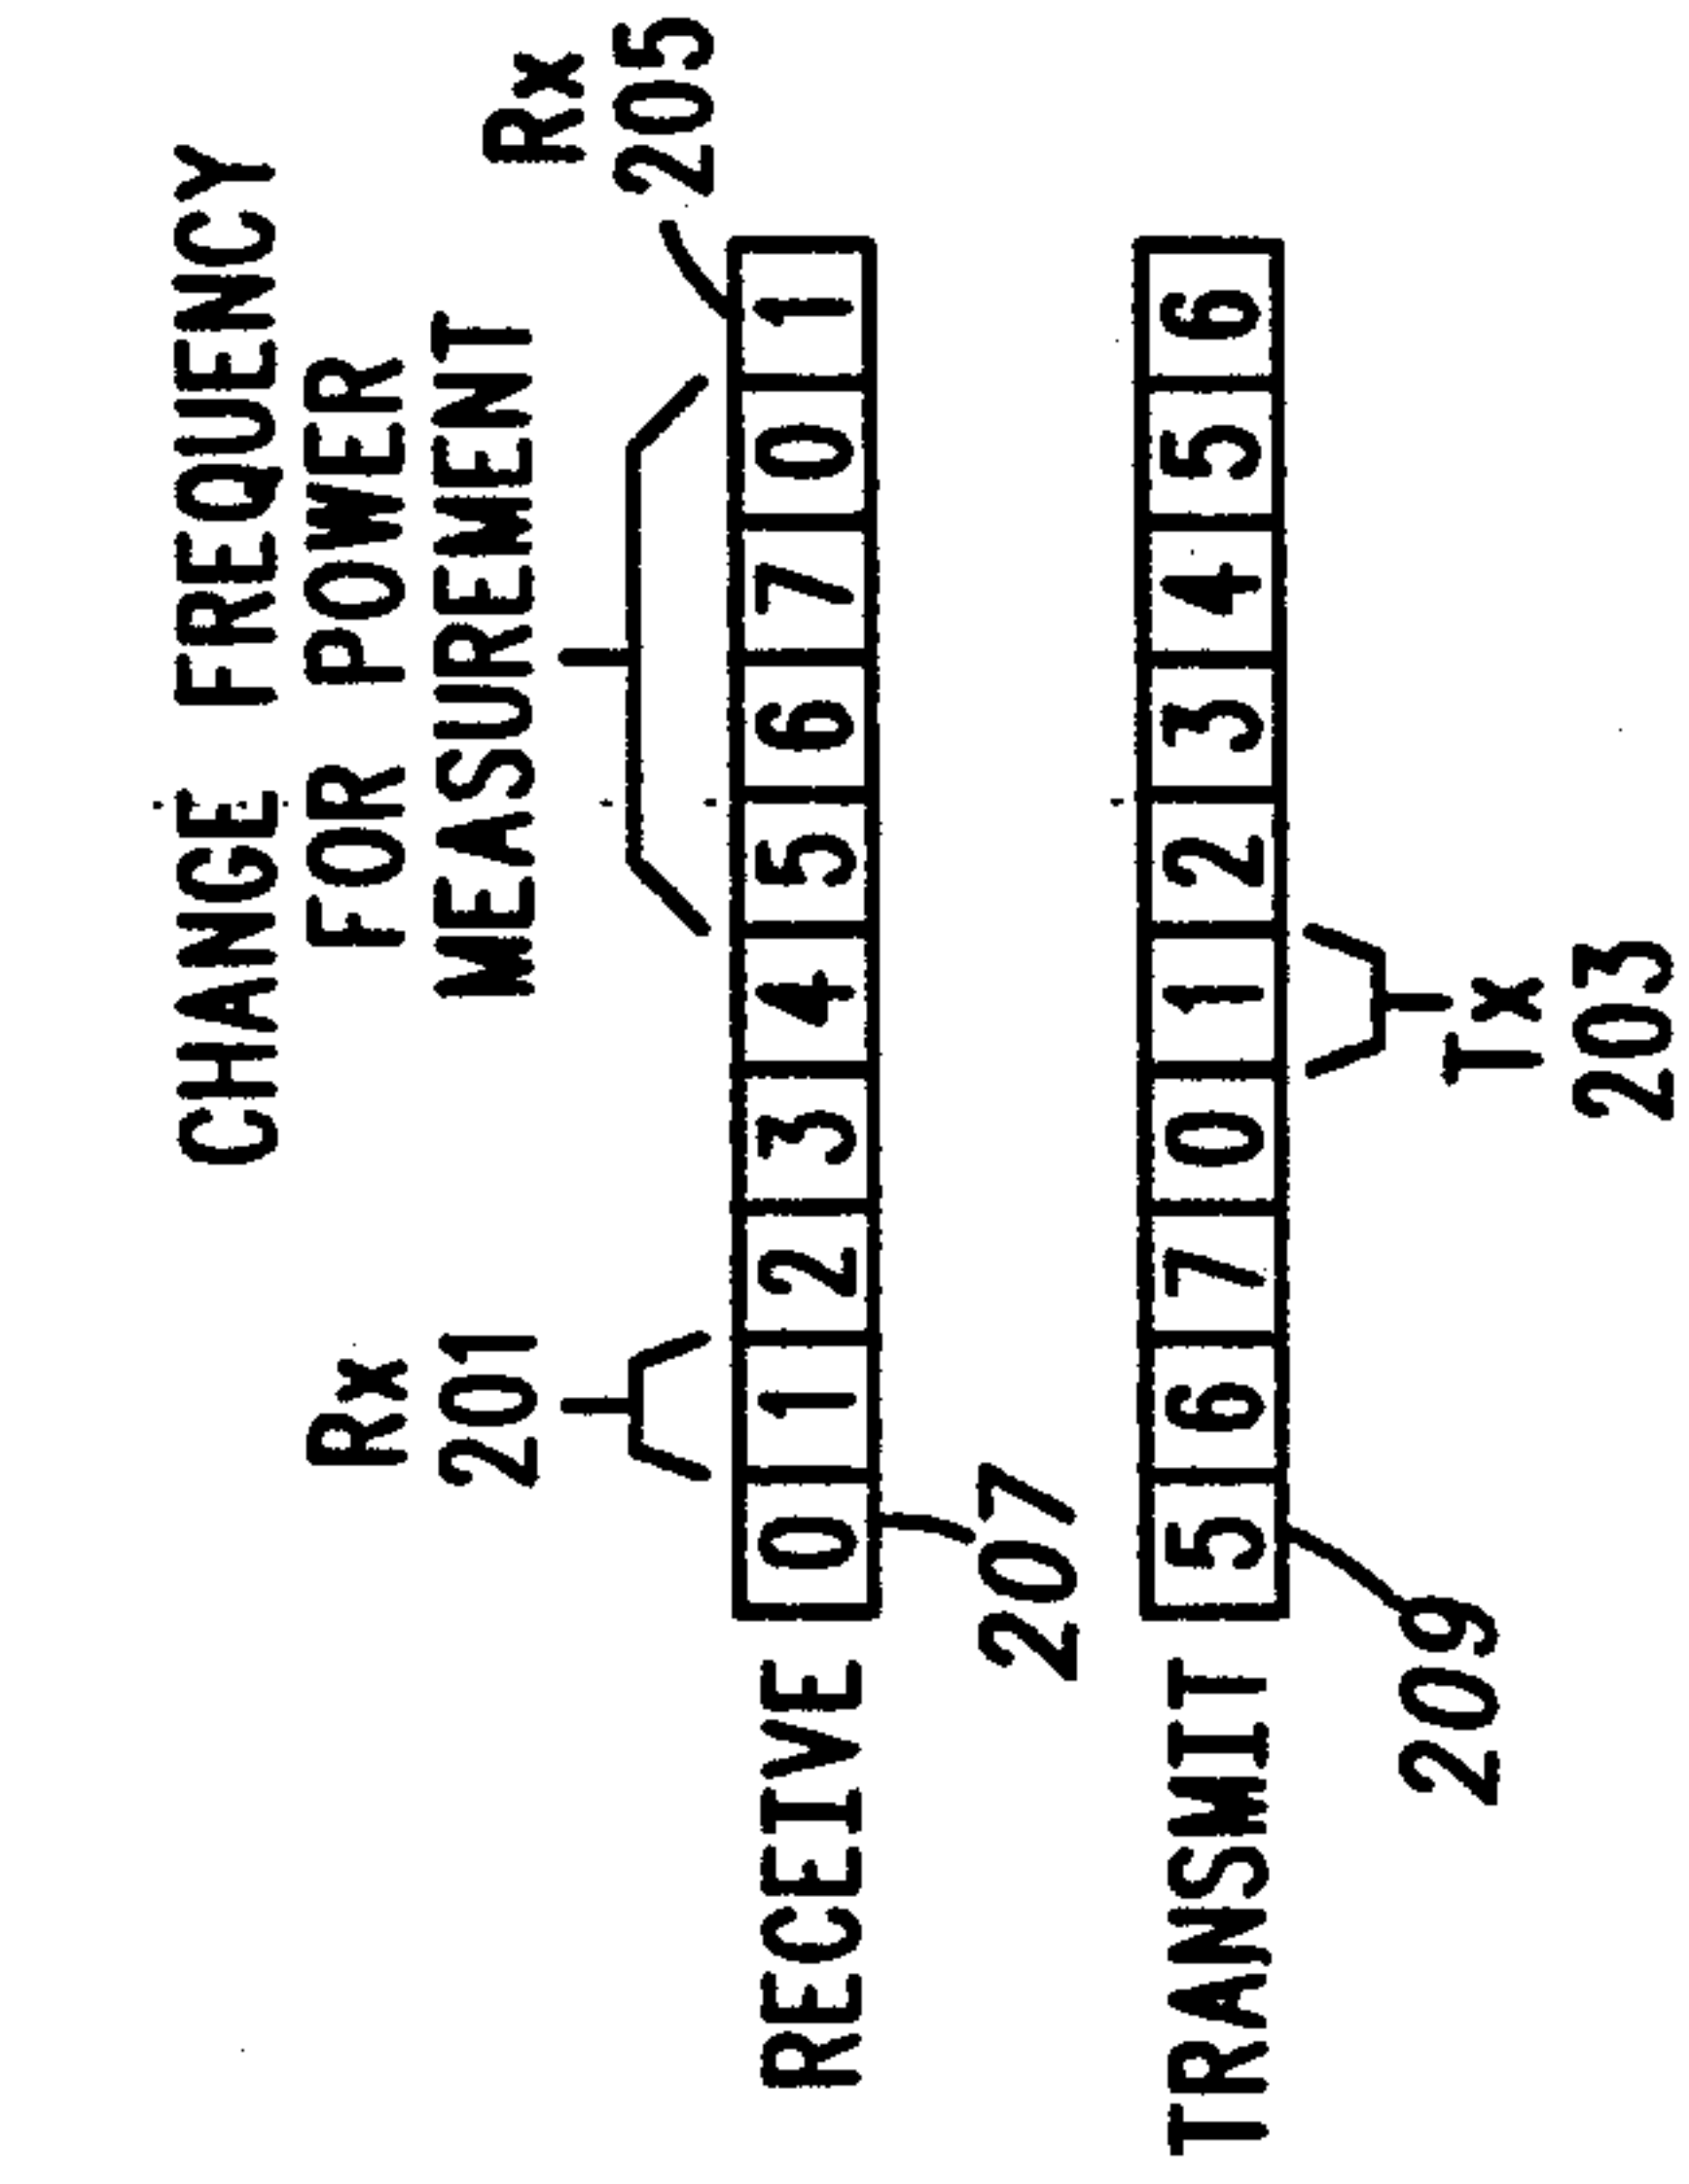 CHANGE FREQUENCY
FOR POWER
MEASUREMENT
Rx
201
Rx
205
RECEIVE 0 1 2 3 4 5 6 7 0 1
207
TRANSMIT 5 6 7 0 1 2 3 4 5 6
209
Tx
203